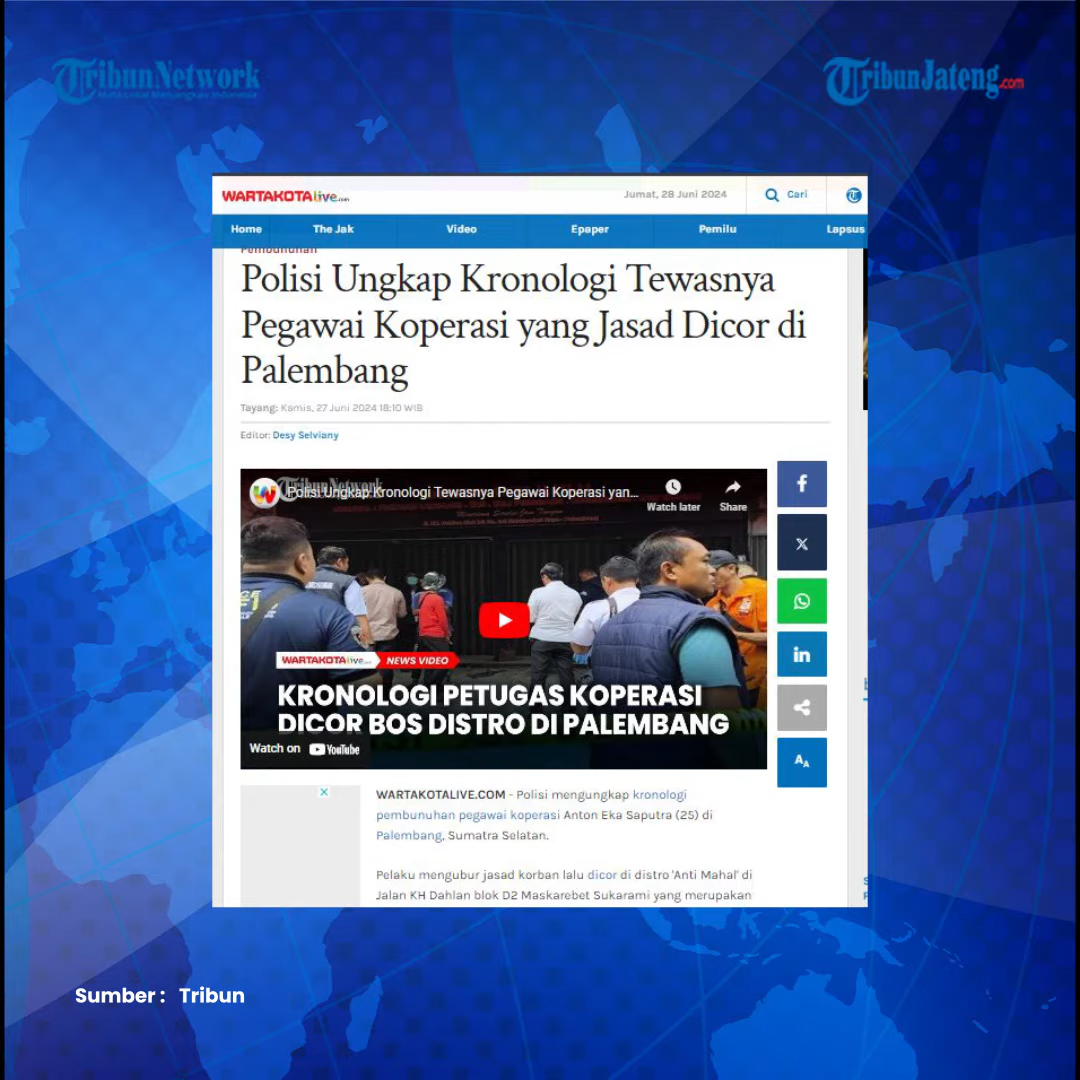 TribunNetwork
TribunJateng.com
WARTAKOTAlive.com
Jumat, 28 Juni 2024
Cari
Home
The Jak
Video
Epaper
Pemilu
Lapsus
Pembunuhan
Polisi Ungkap Kronologi Tewasnya
Pegawai Koperasi yang Jasad Dicor di
Palembang
Tayang: Kamis, 27 Juni 2024 18:10 WIB
Editor: Desy Selviany
TribunNetwork
Polisi Ungkap Kronologi Tewasnya Pegawai Koperasi yan...
Watch later
Share
WARTAKOTAlive.com NEWS VIDEO
KRONOLOGI PETUGAS KOPERASI
DICOR BOS DISTRO DI PALEMBANG
Watch on YouTube
WARTAKOTALIVE.COM - Polisi mengungkap kronologi
pembunuhan pegawai koperasi Anton Eka Saputra (25) di
Palembang, Sumatra Selatan.
Pelaku mengubur jasad korban lalu dicor di distro 'Anti Mahal' di
Jalan KH Dahlan blok D2 Maskarebet Sukarami yang merupakan
Sumber : Tribun